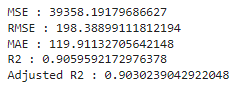 MSE : 39358.19179686627
RMSE : 198.38899111812194
MAE : 119.91132705642148
R2 : 0.9059592172976378
Adjusted R2 : 0.9030239042922048